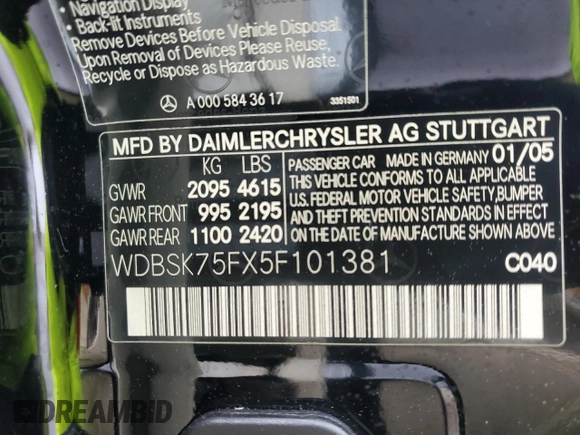 • Navigation Display
• Back-lit Instruments
Remove Devices Before Vehicle Disposal
Upon Removal of Devices Please Reuse,
Recycle or Dispose as Hazardous Waste.
A 000 584 36 17
3351501
MFD BY DAIMLERCHRYSLER AG STUTTGART
KG LBS
GVWR 2095 4615
GAWR FRONT 995 2195
GAWR REAR 1100 2420
PASSENGER CAR MADE IN GERMANY 01/05
THIS VEHICLE CONFORMS TO ALL APPLICABLE
U.S. FEDERAL MOTOR VEHICLE SAFETY, BUMPER
AND THEFT PREVENTION STANDARDS IN EFFECT
ON THE DATE OF MANUFACTURE SHOWN ABOVE
WDBSK75FX5F101381
C040
DREAMBID